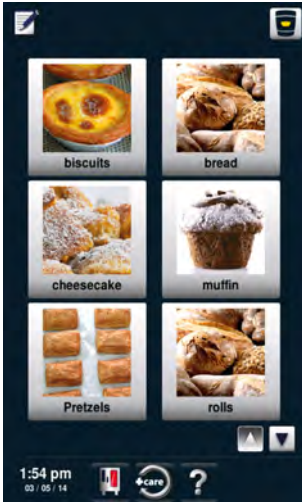 biscuits
bread
cheesecake
muffin
Pretzels
rolls
1:54 pm
03 / 05 / 14
care
?